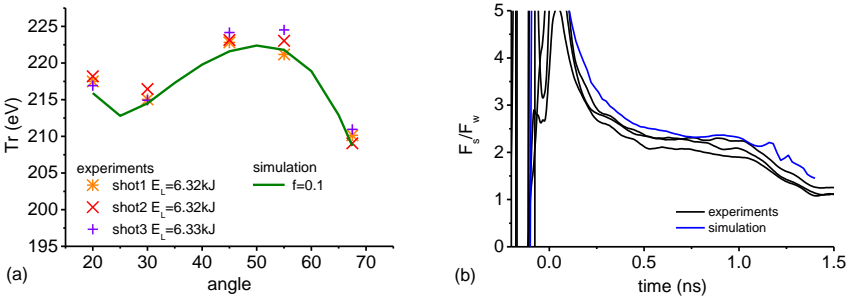 225
220
215
210
205
200
195
Tr (eV)
experiments
shot1 E_L=6.32kJ
shot2 E_L=6.32kJ
shot3 E_L=6.33kJ
simulation
f=0.1
20 30 40 50 60 70
angle
(a)
5
4
3
2
1
0
F_s/F_w
experiments
simulation
0.0 0.5 1.0 1.5
time (ns)
(b)